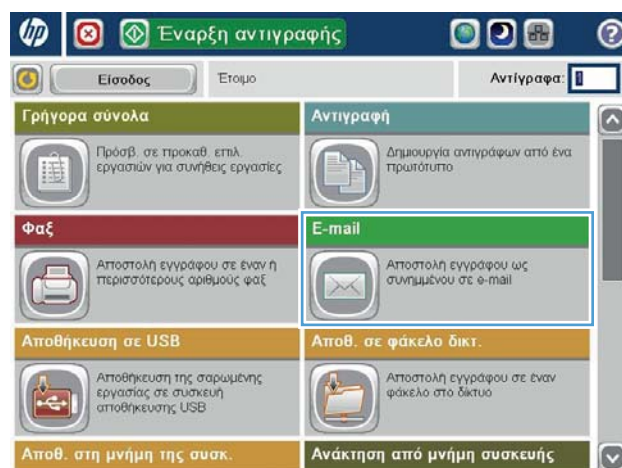 hp
Έναρξη αντιγραφής
?
Είσοδος
Έτοιμο
Αντίγραφα: 1
Γρήγορα σύνολα
Πρόσβ. σε προκαθ. επιλ.
εργασιών για συνήθεις εργασίες
Αντιγραφή
Δημιουργία αντιγράφων από ένα
πρωτότυπο
Φαξ
Αποστολή εγγράφου σε έναν ή
περισσότερους αριθμούς φαξ
E-mail
Αποστολή εγγράφου ως
συνημμένου σε e-mail
Αποθήκευση σε USB
Αποθήκευση της σαρωμένης
εργασίας σε συσκευή
αποθήκευσης USB
Αποθ. σε φάκελο δικτ.
Αποστολή εγγράφου σε έναν
φάκελο στο δίκτυο
Αποθ. στη μνήμη της συσκ.
Ανάκτηση από μνήμη συσκευής